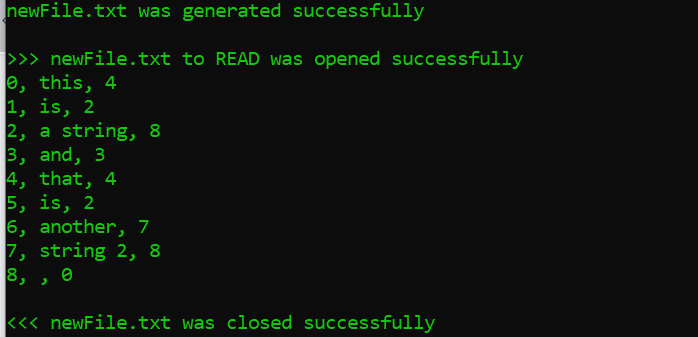 newFile.txt was generated successfully
>>> newFile.txt to READ was opened successfully
0, this, 4
1, is, 2
2, a string, 8
3, and, 3
4, that, 4
5, is, 2
6, another, 7
7, string 2, 8
8, , 0
<<< newFile.txt was closed successfully